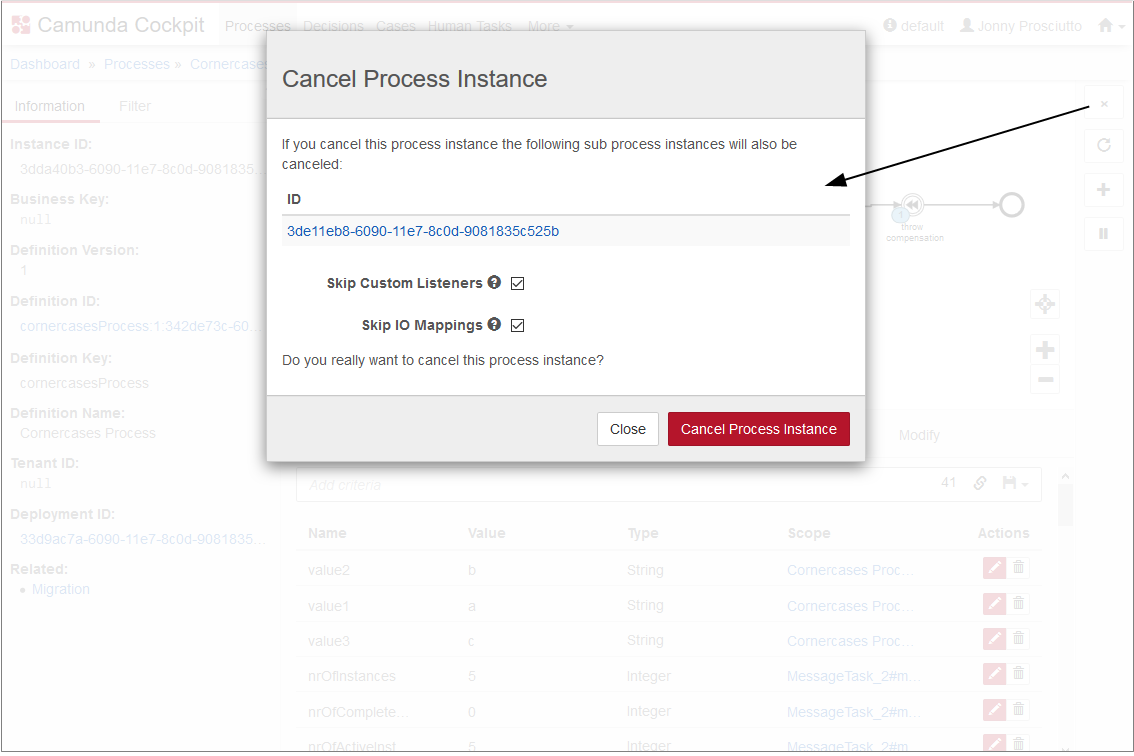 Camunda Cockpit Processes Decisions Cases Human Tasks More default Jonny Prosciutto
Dashboard » Processes » Cornercases
Information Filter
Instance ID:
3dda40b3-6090-11e7-8c0d-9081835...
Business Key:
null
Definition Version:
1
Definition ID:
cornercasesProcess:1:342de73c-60...
Definition Key:
cornercasesProcess
Definition Name:
Cornercases Process
Tenant ID:
null
Deployment ID:
33d9ac7a-6090-11e7-8c0d-9081835...
Related:
Migration
Cancel Process Instance
If you cancel this process instance the following sub process instances will also be
canceled:
ID
3de11eb8-6090-11e7-8c0d-9081835c525b
Skip Custom Listeners
Skip IO Mappings
Do you really want to cancel this process instance?
Close Cancel Process Instance
1
throw
compensation
Modify
Add criteria 41
Name Value Type Scope Actions
value2 b String Cornercases Proc...
value1 a String Cornercases Proc...
value3 c String Cornercases Proc...
nrOfInstances 5 Integer MessageTask_2#m...
nrOfComplete... 0 Integer MessageTask_2#m...
nrOfActiveInst... 5 Integer MessageTask_2#m...